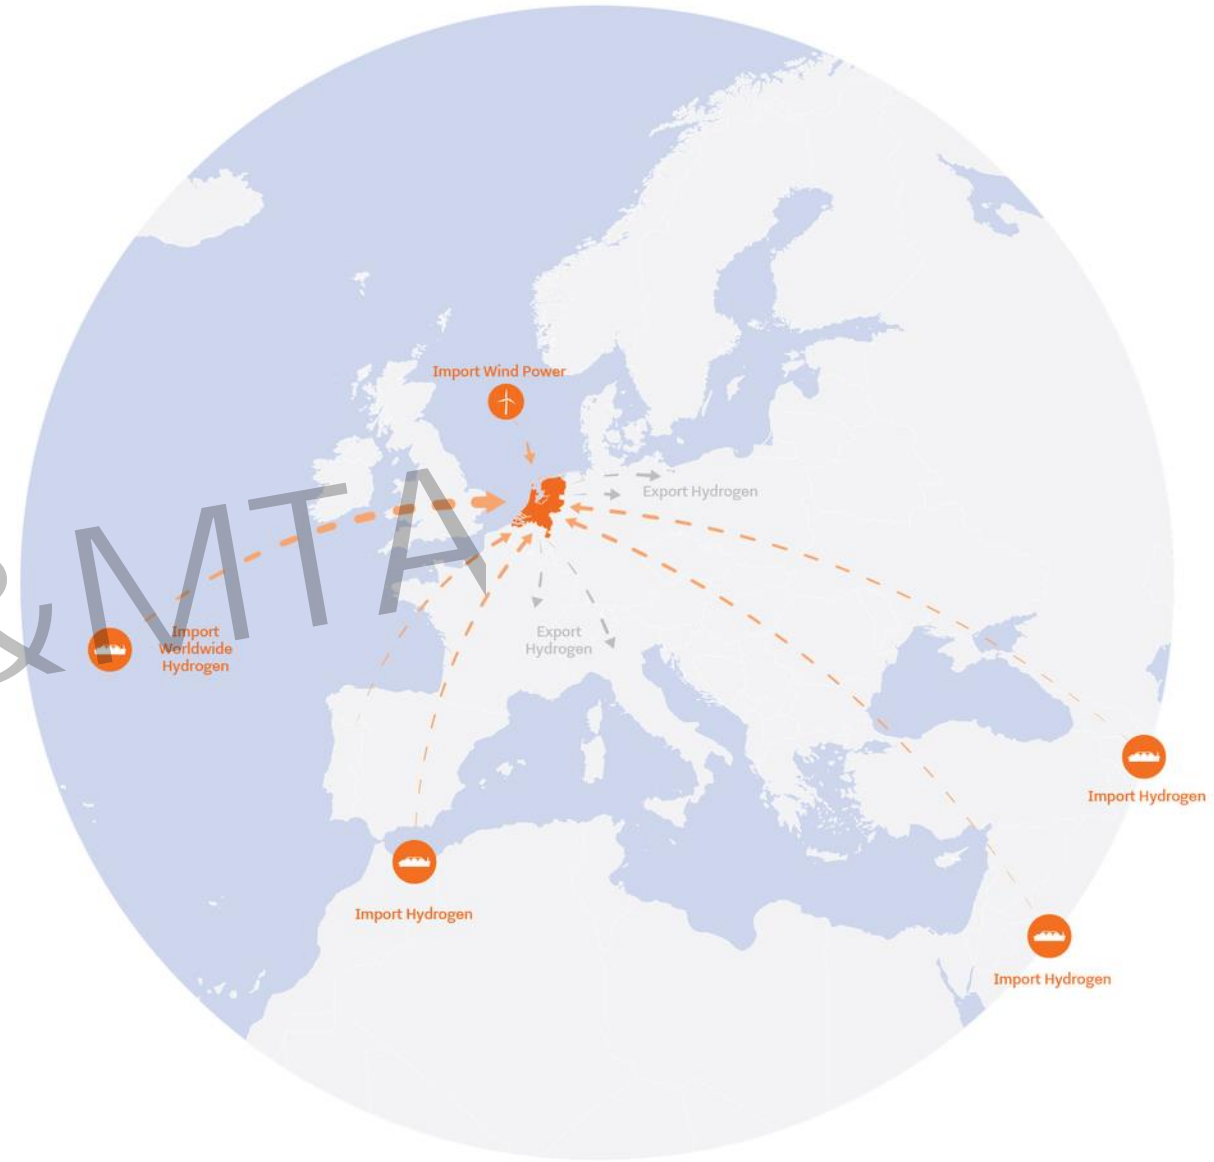 Import Wind Power
Export Hydrogen
&MTA
Import
Worldwide
Hydrogen
Export
Hydrogen
Import Hydrogen
Import Hydrogen
Import Hydrogen